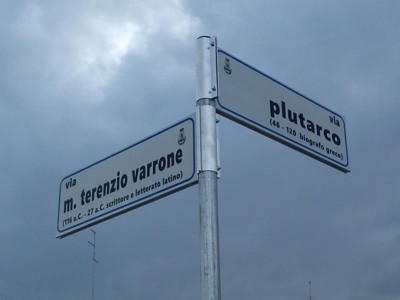 via
m. terenzio varrone
(116 a.C. - 27 a.C. scrittore e letterato latino)
via
plutarco
(46 - 120 biografo greco)